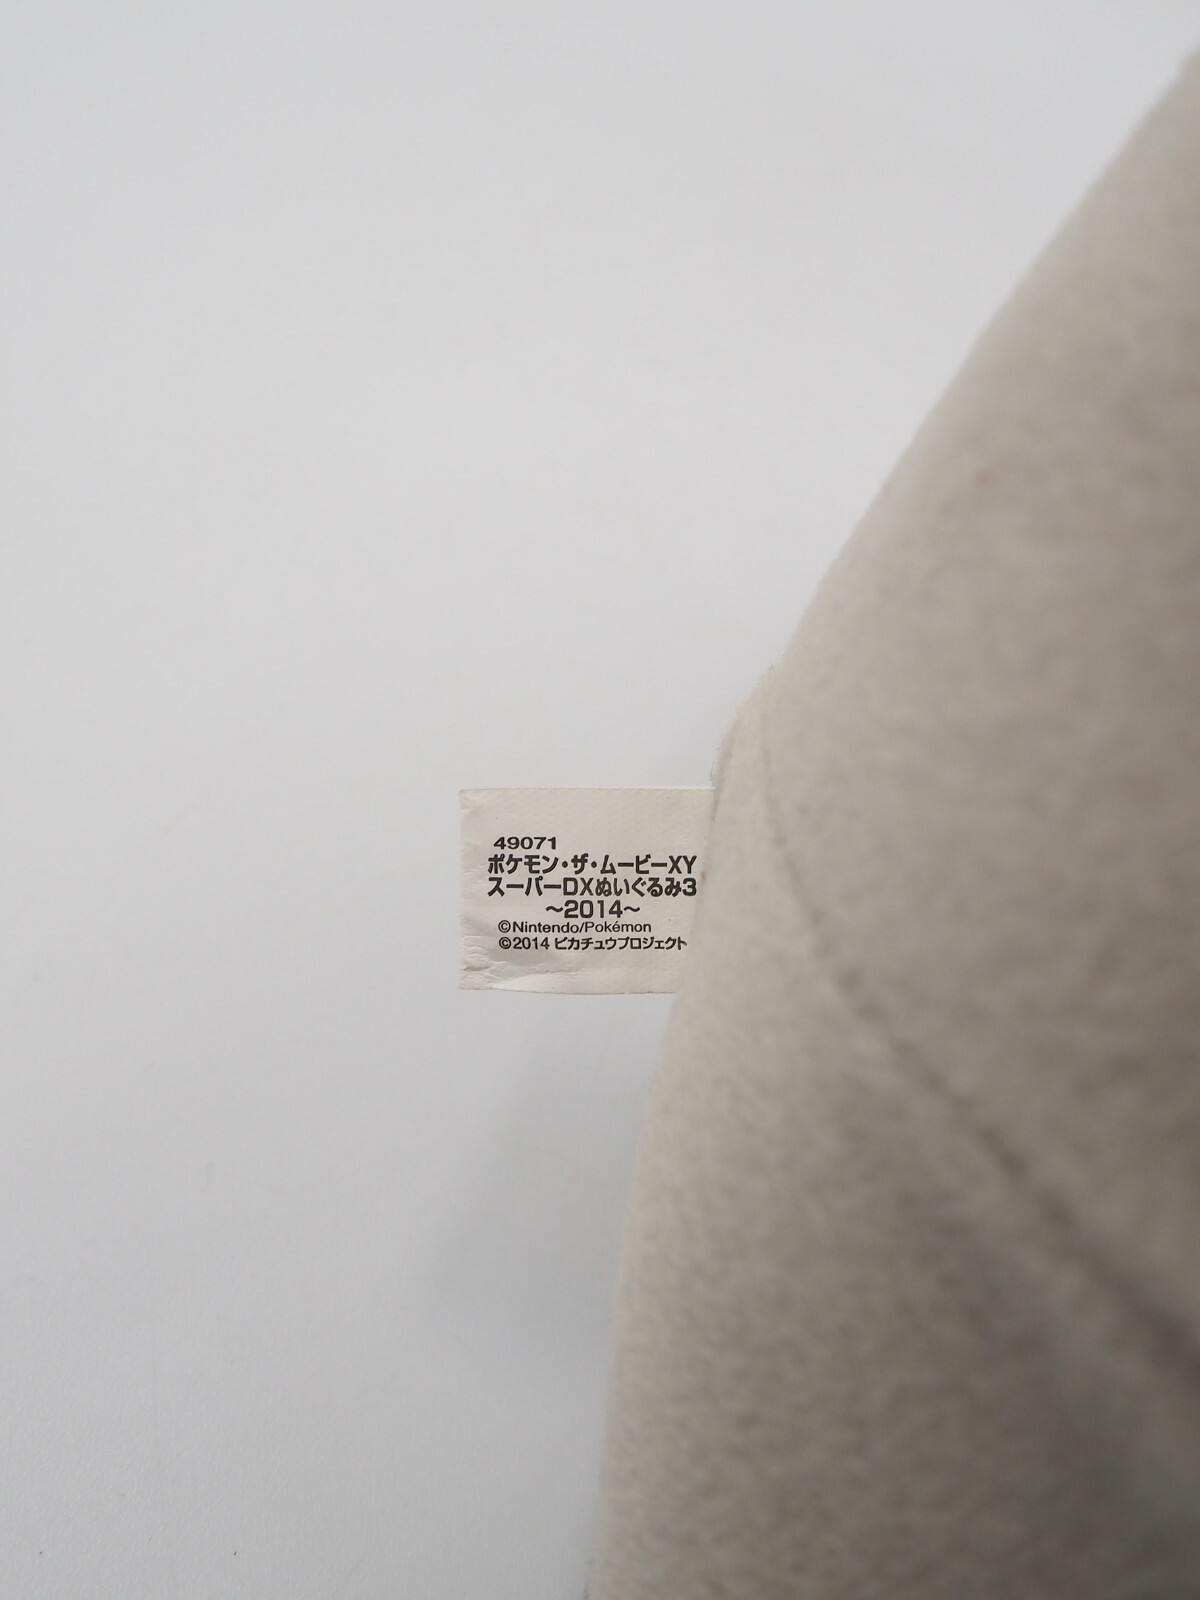 49071
ポケモン・ザ・ムービーXY
スーパーDXぬいぐるみ3
～2014～
©Nintendo/Pokémon
©2014 ピカチュウプロジェクト